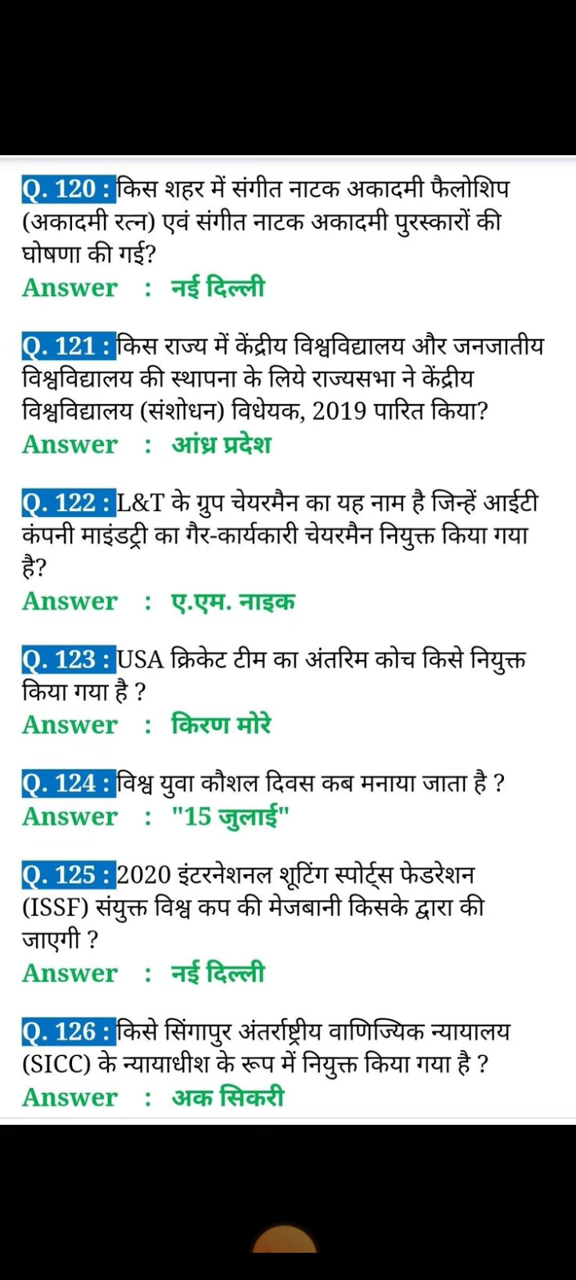 Q. 120 : किस शहर में संगीत नाटक अकादमी फैलोशिप
(अकादमी रत्न) एवं संगीत नाटक अकादमी पुरस्कारों की
घोषणा की गई?
Answer : नई दिल्ली
Q. 121 : किस राज्य में केंद्रीय विश्वविद्यालय और जनजातीय
विश्वविद्यालय की स्थापना के लिये राज्यसभा ने केंद्रीय
विश्वविद्यालय (संशोधन) विधेयक, 2019 पारित किया?
Answer : आंध्र प्रदेश
Q. 122 : L&T के ग्रुप चेयरमैन का यह नाम है जिन्हें आईटी
कंपनी माइंडट्री का गैर-कार्यकारी चेयरमैन नियुक्त किया गया
है?
Answer : ए.एम. नाइक
Q. 123 : USA क्रिकेट टीम का अंतरिम कोच किसे नियुक्त
किया गया है ?
Answer : किरण मोरे
Q. 124 : विश्व युवा कौशल दिवस कब मनाया जाता है ?
Answer : "15 जुलाई"
Q. 125 : 2020 इंटरनेशनल शूटिंग स्पोर्ट्स फेडरेशन
(ISSF) संयुक्त विश्व कप की मेजबानी किसके द्वारा की
जाएगी ?
Answer : नई दिल्ली
Q. 126 : किसे सिंगापुर अंतर्राष्ट्रीय वाणिज्यिक न्यायालय
(SICC) के न्यायाधीश के रूप में नियुक्त किया गया है ?
Answer : अक सिकरी